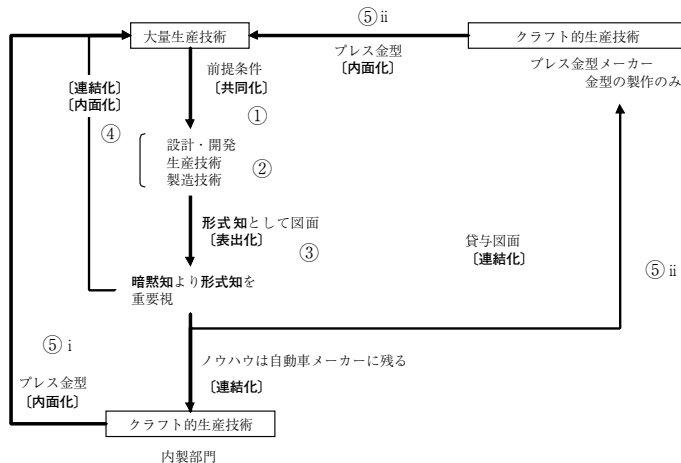 ⑤ ii
大量生産技術
クラフト的生産技術
プレス金型
〔内面化〕
プレス金型メーカー
金型の製作のみ
前提条件
〔共同化〕
〔連結化〕
〔内面化〕
①
④
設計・開発
生産技術
製造技術
②
形式知として図面
〔表出化〕
③
貸与図面
〔連結化〕
⑤ ii
暗黙知より形式知を
重要視
⑤ i
ノウハウは自動車メーカーに残る
プレス金型
〔内面化〕
〔連結化〕
クラフト的生産技術
内製部門